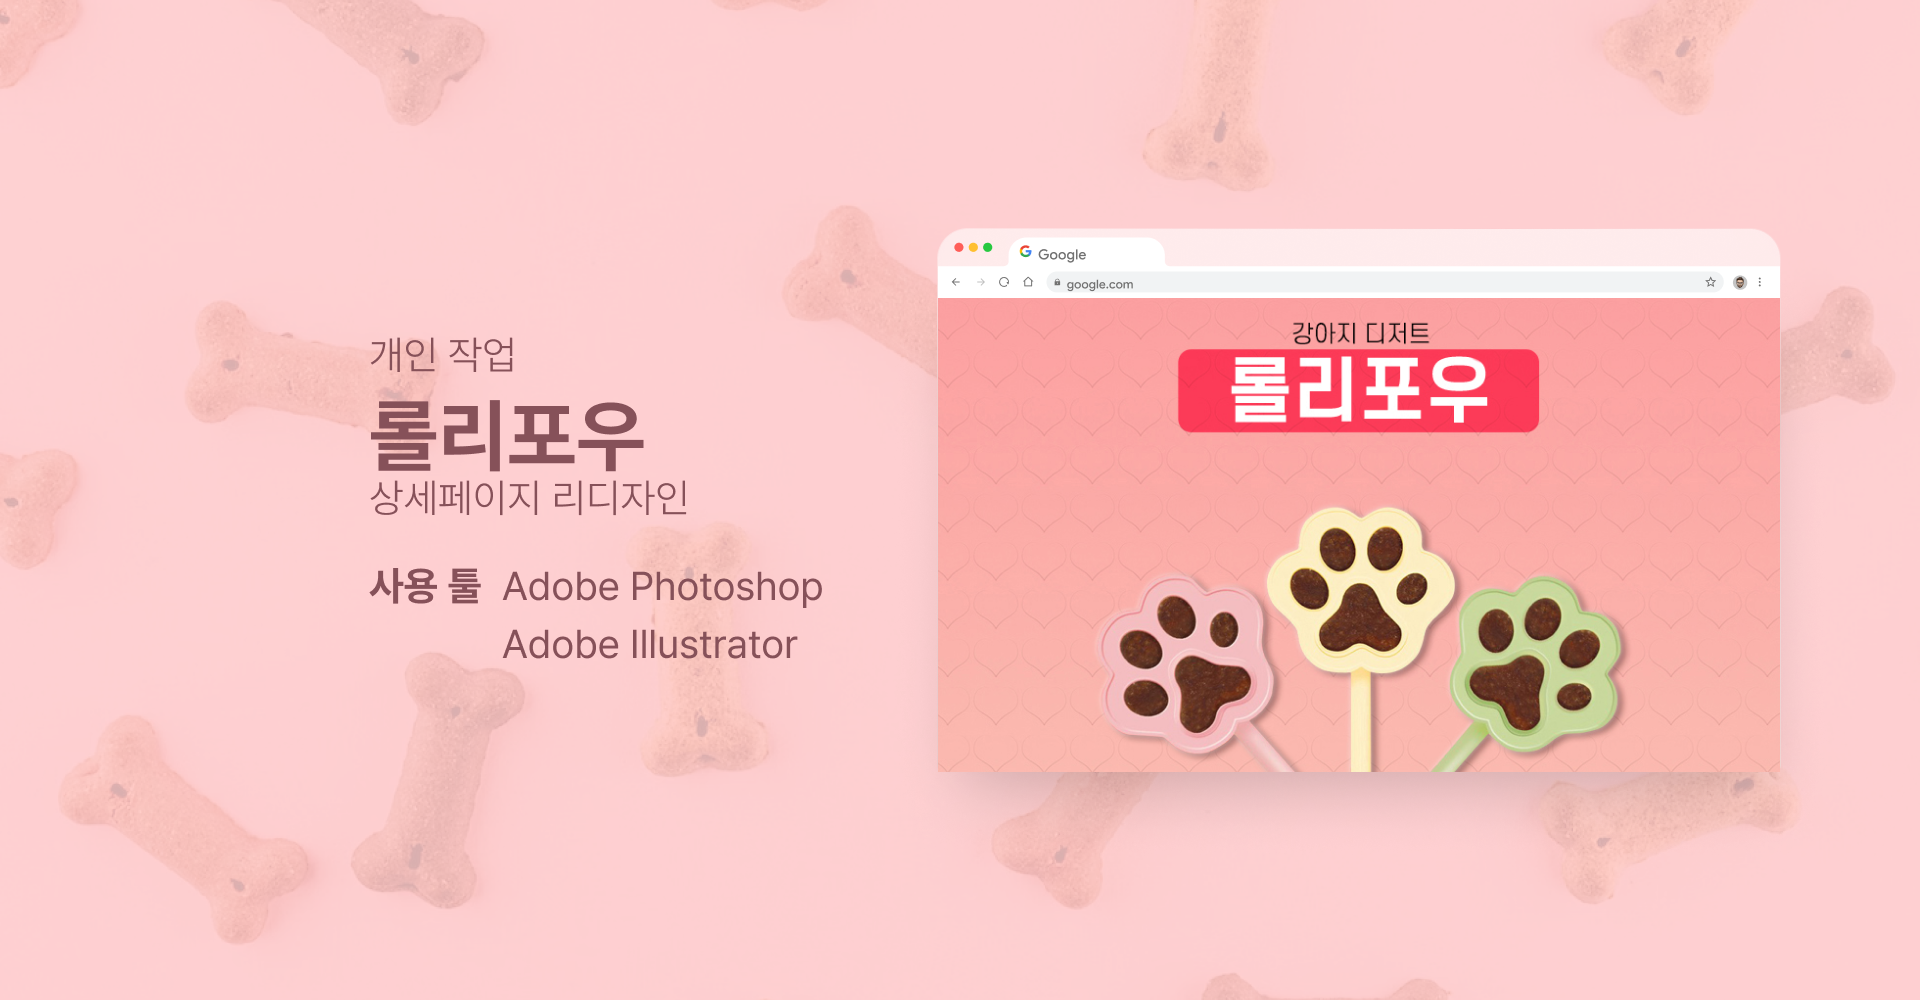 개인 작업
롤리포우
상세페이지 리디자인
사용 툴 Adobe Photoshop
Adobe Illustrator
Google
google.com
강아지 디저트
롤리포우